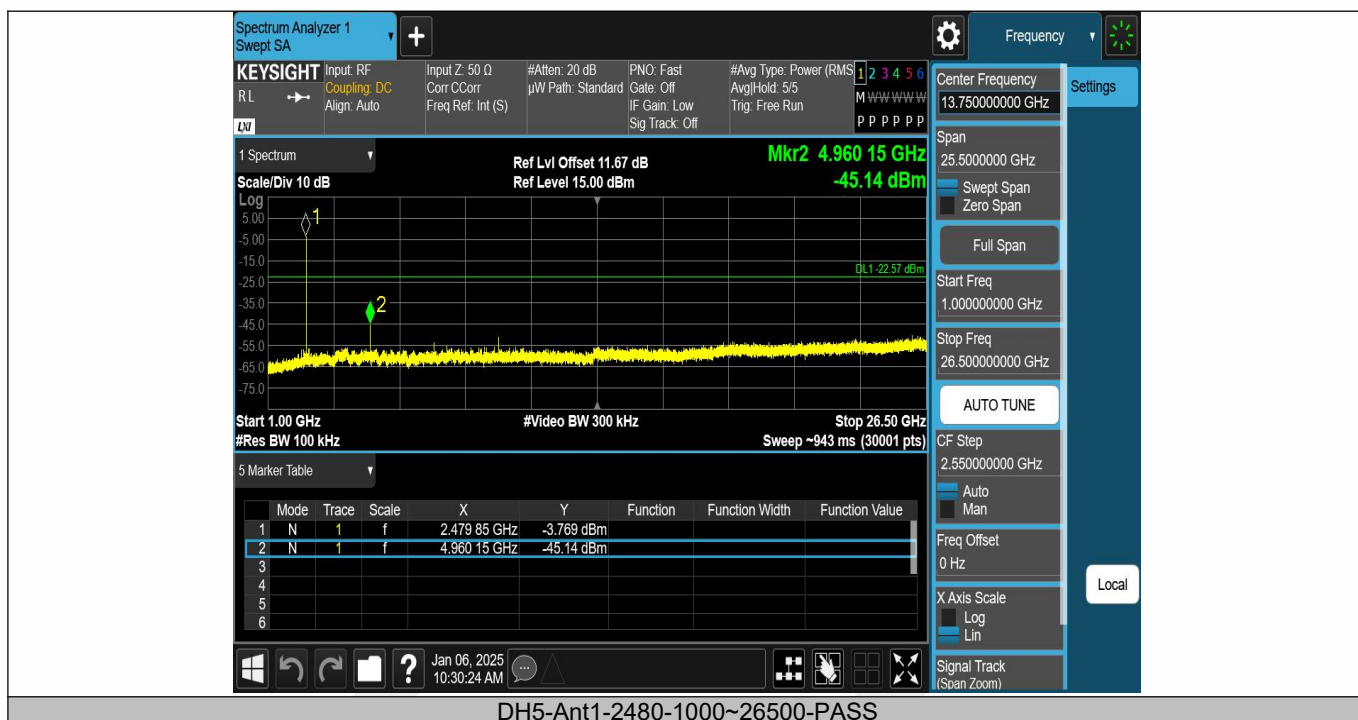 Spectrum Analyzer 1
Swept SA
+
Frequency
KEYSIGHT
Input: RF
Input Z: 50 Ω
#Atten: 20 dB
PNO: Fast
#Avg Type: Power (RMS
1 2 3 4 5 6
RL
Coupling: DC
Corr CCorr
µW Path: Standard
Gate: Off
Avg|Hold: 5/5
M W W W W W
Align: Auto
Freq Ref: Int (S)
IF Gain: Low
Trig: Free Run
P P P P P P
LXI
Sig Track: Off
Center Frequency
13.750000000 GHz
Settings
1 Spectrum
Ref Lvl Offset 11.67 dB
Mkr2 4.960 15 GHz
Scale/Div 10 dB
Ref Level 15.00 dBm
-45.14 dBm
Log
5.00
-5.00
-15.0
-25.0
-35.0
-45.0
-55.0
-65.0
-75.0
1
2
DL1 -22.57 dBm
Start 1.00 GHz
#Video BW 300 kHz
Stop 26.50 GHz
#Res BW 100 kHz
Sweep ~943 ms (30001 pts)
Span
25.5000000 GHz
Swept Span
Zero Span
Full Span
Start Freq
1.000000000 GHz
Stop Freq
26.500000000 GHz
AUTO TUNE
CF Step
2.550000000 GHz
Auto
Man
Freq Offset
0 Hz
X Axis Scale
Log
Lin
Signal Track
(Span Zoom)
Local
5 Marker Table
Mode Trace Scale X Y Function Function Width Function Value
1 N 1 f 2.479 85 GHz -3.769 dBm
2 N 1 f 4.960 15 GHz -45.14 dBm
3
4
5
6
?
Jan 06, 2025
10:30:24 AM
DH5-Ant1-2480-1000~26500-PASS